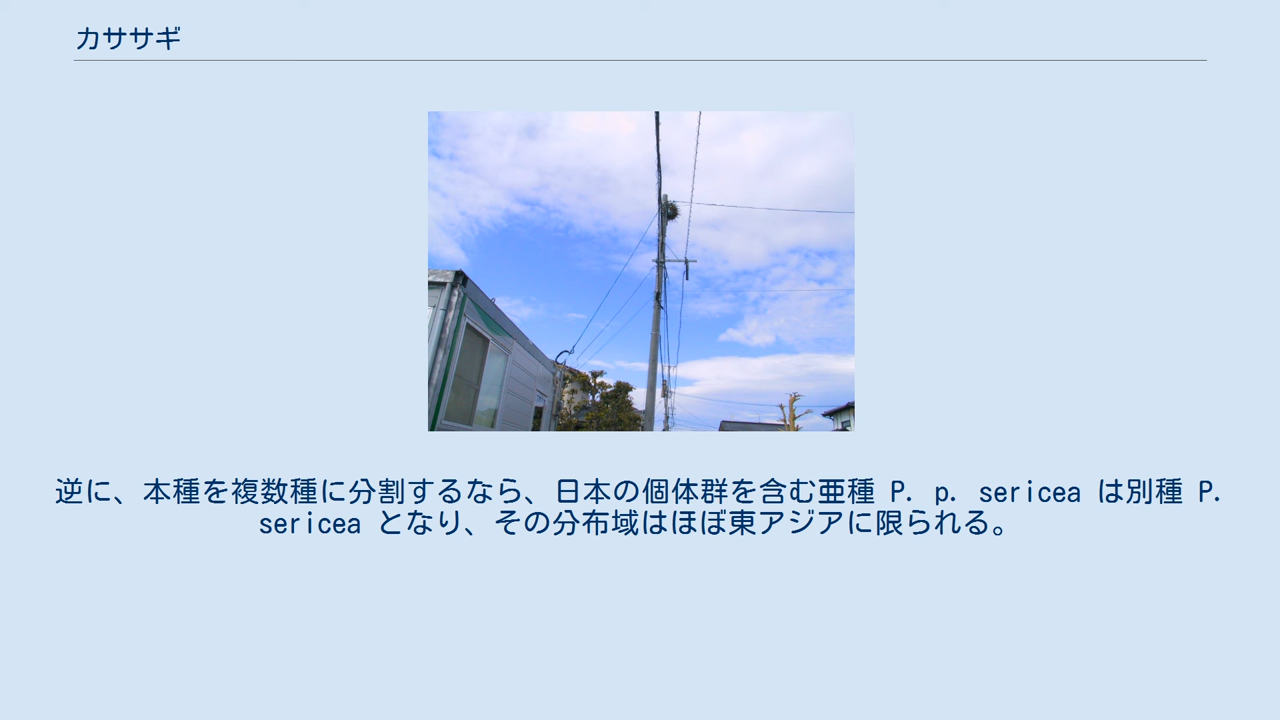 カササギ
逆に、本種を複数種に分割するなら、日本の個体群を含む亜種 P. p. sericea は別種 P.
sericea となり、その分布域はほぼ東アジアに限られる。